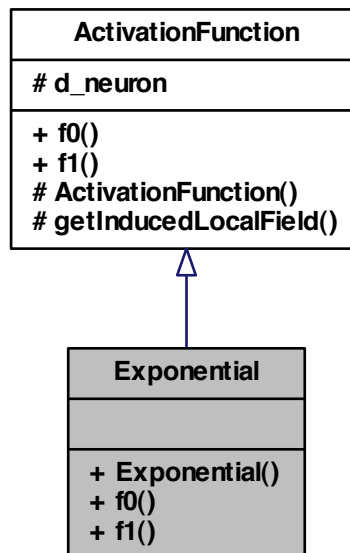 ActivationFunction
# d_neuron
+ f0()
+ f1()
# ActivationFunction()
# getInducedLocalField()
Exponential
+ Exponential()
+ f0()
+ f1()